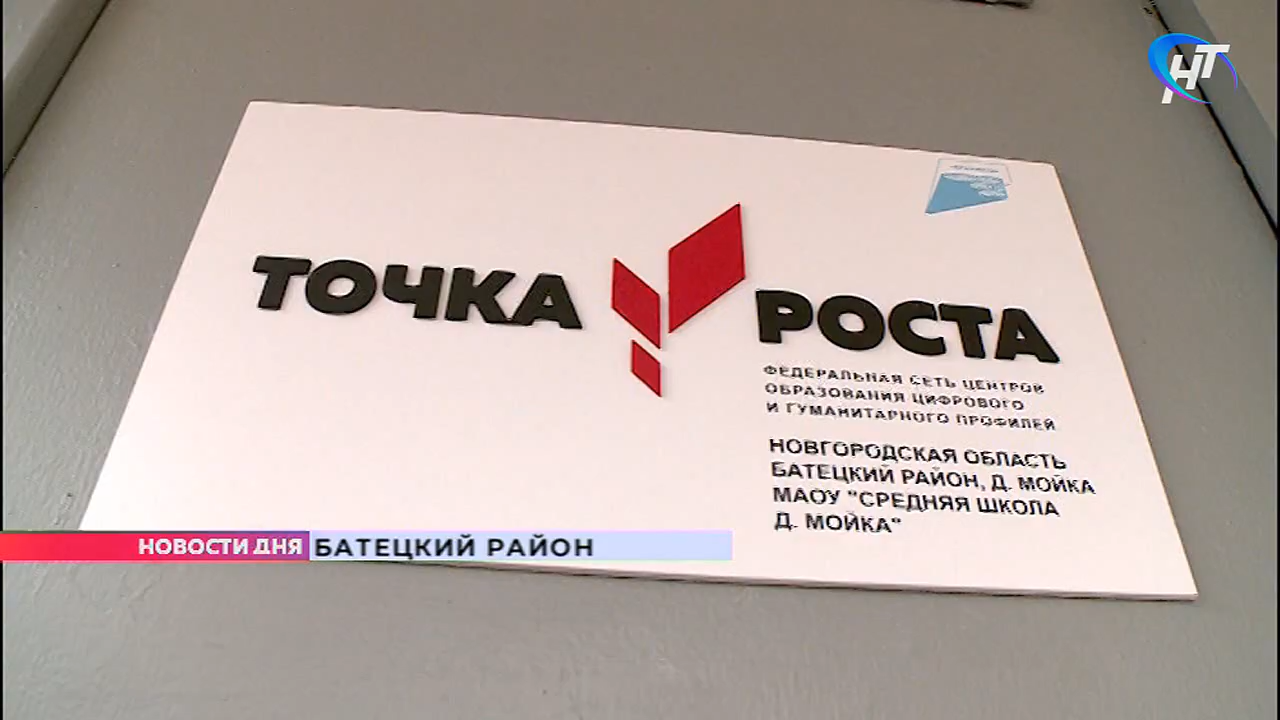 НТ
ТОЧКА РОСТА
ФЕДЕРАЛЬНАЯ СЕТЬ ЦЕНТРОВ
ОБРАЗОВАНИЯ ЦИФРОВОГО
И ГУМАНИТАРНОГО ПРОФИЛЕЙ
НОВГОРОДСКАЯ ОБЛАСТЬ
БАТЕЦКИЙ РАЙОН, Д. МОЙКА
МАОУ "СРЕДНЯЯ ШКОЛА
Д. МОЙКА"
НОВОСТИ ДНЯ БАТЕЦКИЙ РАЙОН